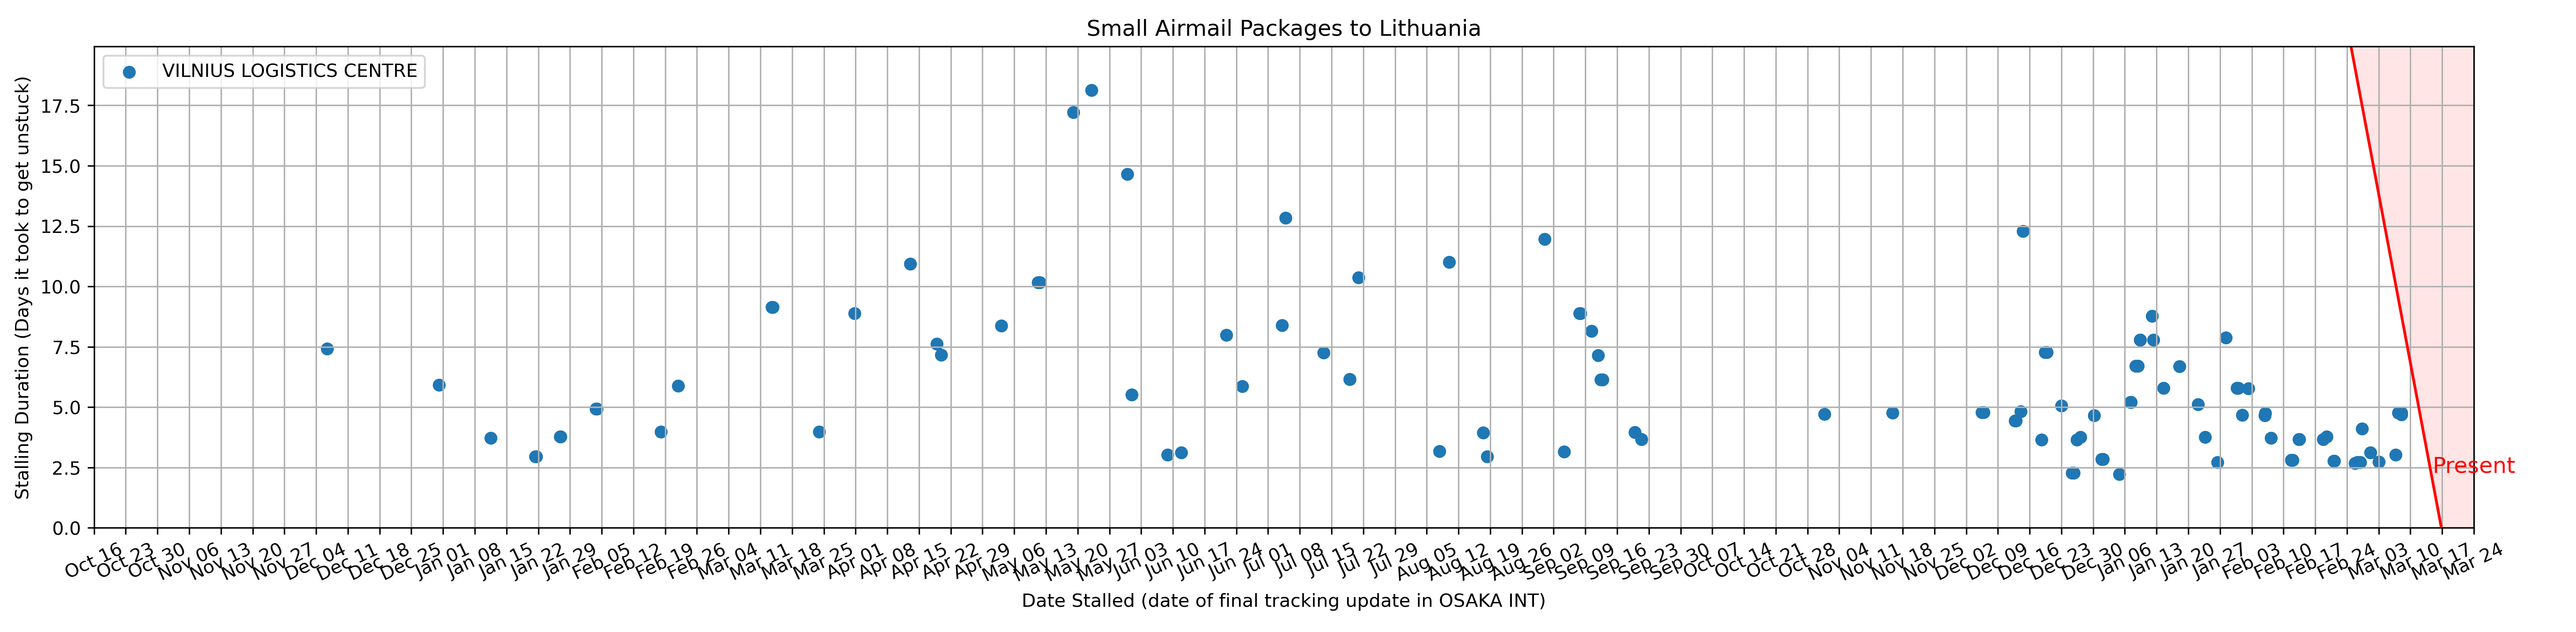 Small Airmail Packages to Lithuania
VILNIUS LOGISTICS CENTRE
Stalling Duration (Days it took to get unstuck)
17.5
15.0
12.5
10.0
7.5
5.0
2.5
0.0
Present
Oct 16
Oct 23
Oct 30
Nov 06
Nov 13
Nov 20
Nov 27
Dec 04
Dec 11
Dec 18
Dec 25
Jan 01
Jan 08
Jan 15
Jan 22
Jan 29
Feb 05
Feb 12
Feb 19
Feb 26
Mar 04
Mar 11
Mar 18
Mar 25
Apr 01
Apr 08
Apr 15
Apr 22
Apr 29
May 06
May 13
May 20
May 27
Jun 03
Jun 10
Jun 17
Jun 24
Jul 01
Jul 08
Jul 15
Jul 22
Jul 29
Aug 05
Aug 12
Aug 19
Aug 26
Sep 02
Sep 09
Sep 16
Sep 23
Sep 30
Oct 07
Oct 14
Oct 21
Oct 28
Nov 04
Nov 11
Nov 18
Nov 25
Dec 02
Dec 09
Dec 16
Dec 23
Dec 30
Jan 06
Jan 13
Jan 20
Jan 27
Feb 03
Feb 10
Feb 17
Feb 24
Mar 03
Mar 10
Mar 17
Mar 24
Date Stalled (date of final tracking update in OSAKA INT)